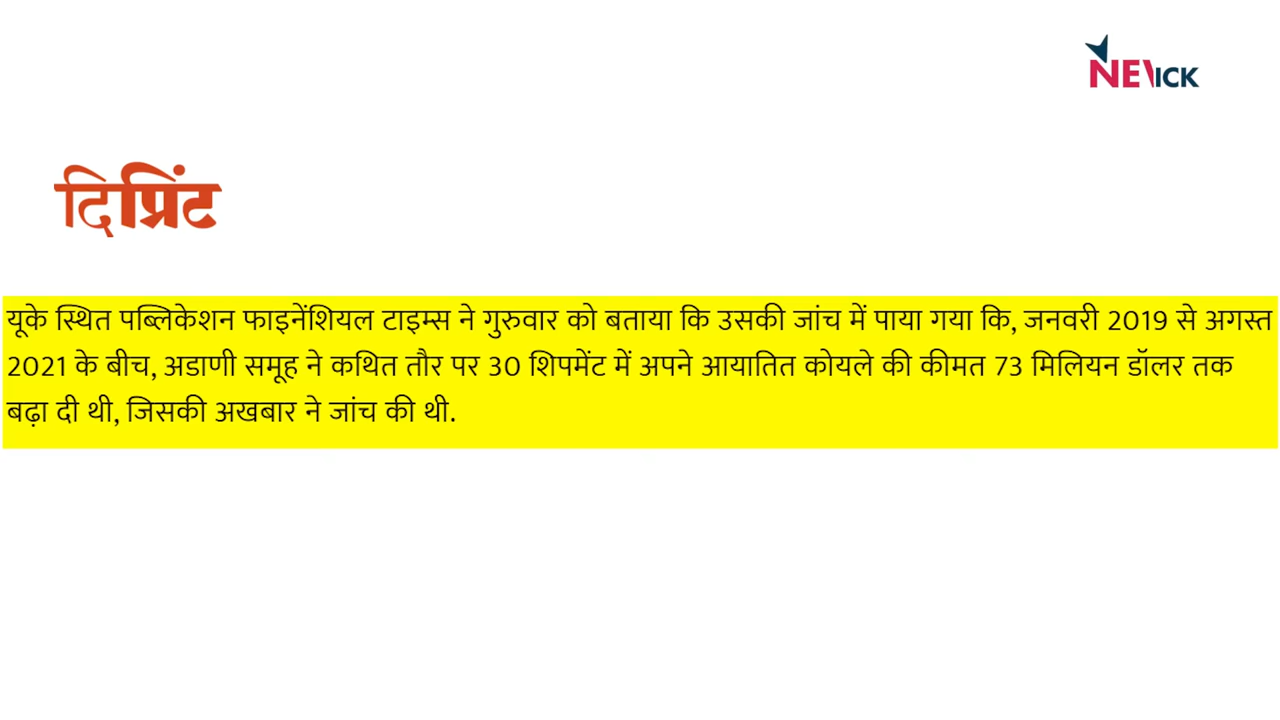 NEWICK
दि प्रिंट
यूके स्थित पब्लिकेशन फाइनेंशियल टाइम्स ने गुरुवार को बताया कि उसकी जांच में पाया गया कि, जनवरी 2019 से अगस्त
2021 के बीच, अडाणी समूह ने कथित तौर पर 30 शिपमेंट में अपने आयातित कोयले की कीमत 73 मिलियन डॉलर तक
बढ़ा दी थी, जिसकी अखबार ने जांच की थी.